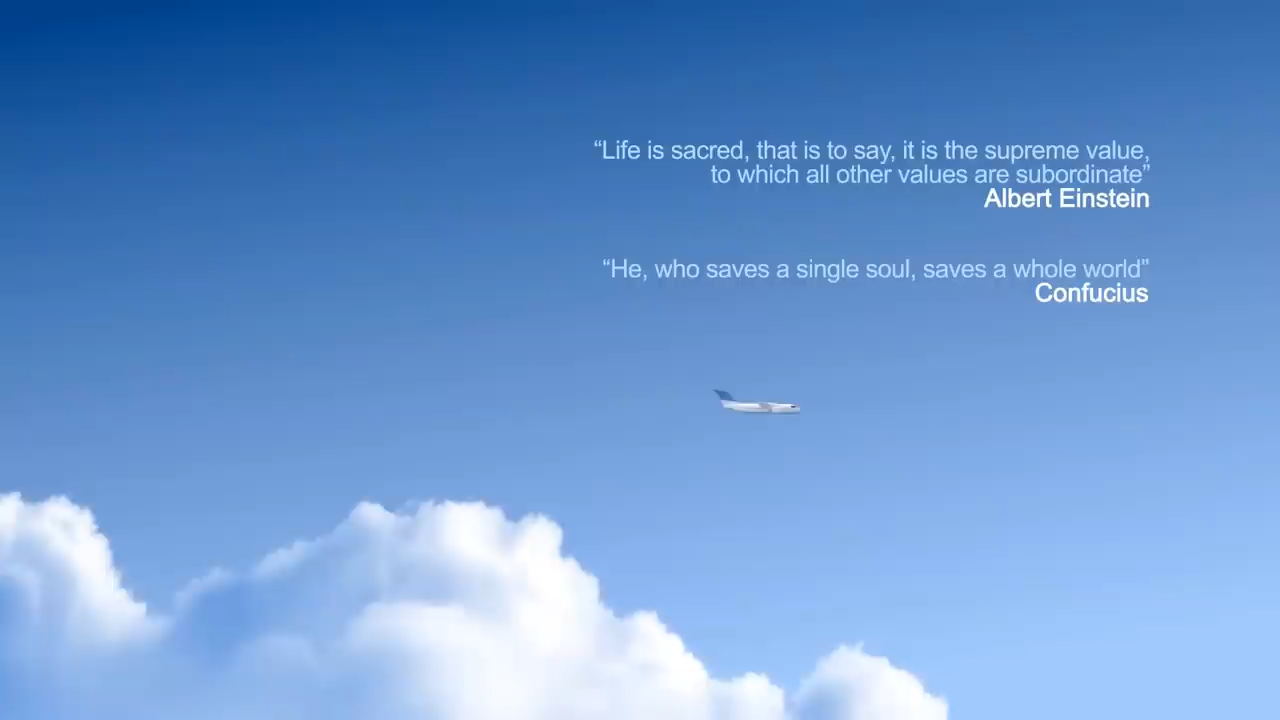 “Life is sacred, that is to say, it is the supreme value,
to which all other values are subordinate”
Albert Einstein
“He, who saves a single soul, saves a whole world”
Confucius